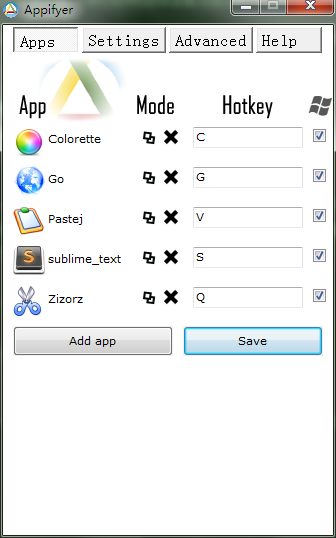 Appifyer
Apps Settings Advanced Help
App Mode Hotkey
Colorette C
Go G
Pastej V
sublime_text S
Zizorz Q
Add app Save